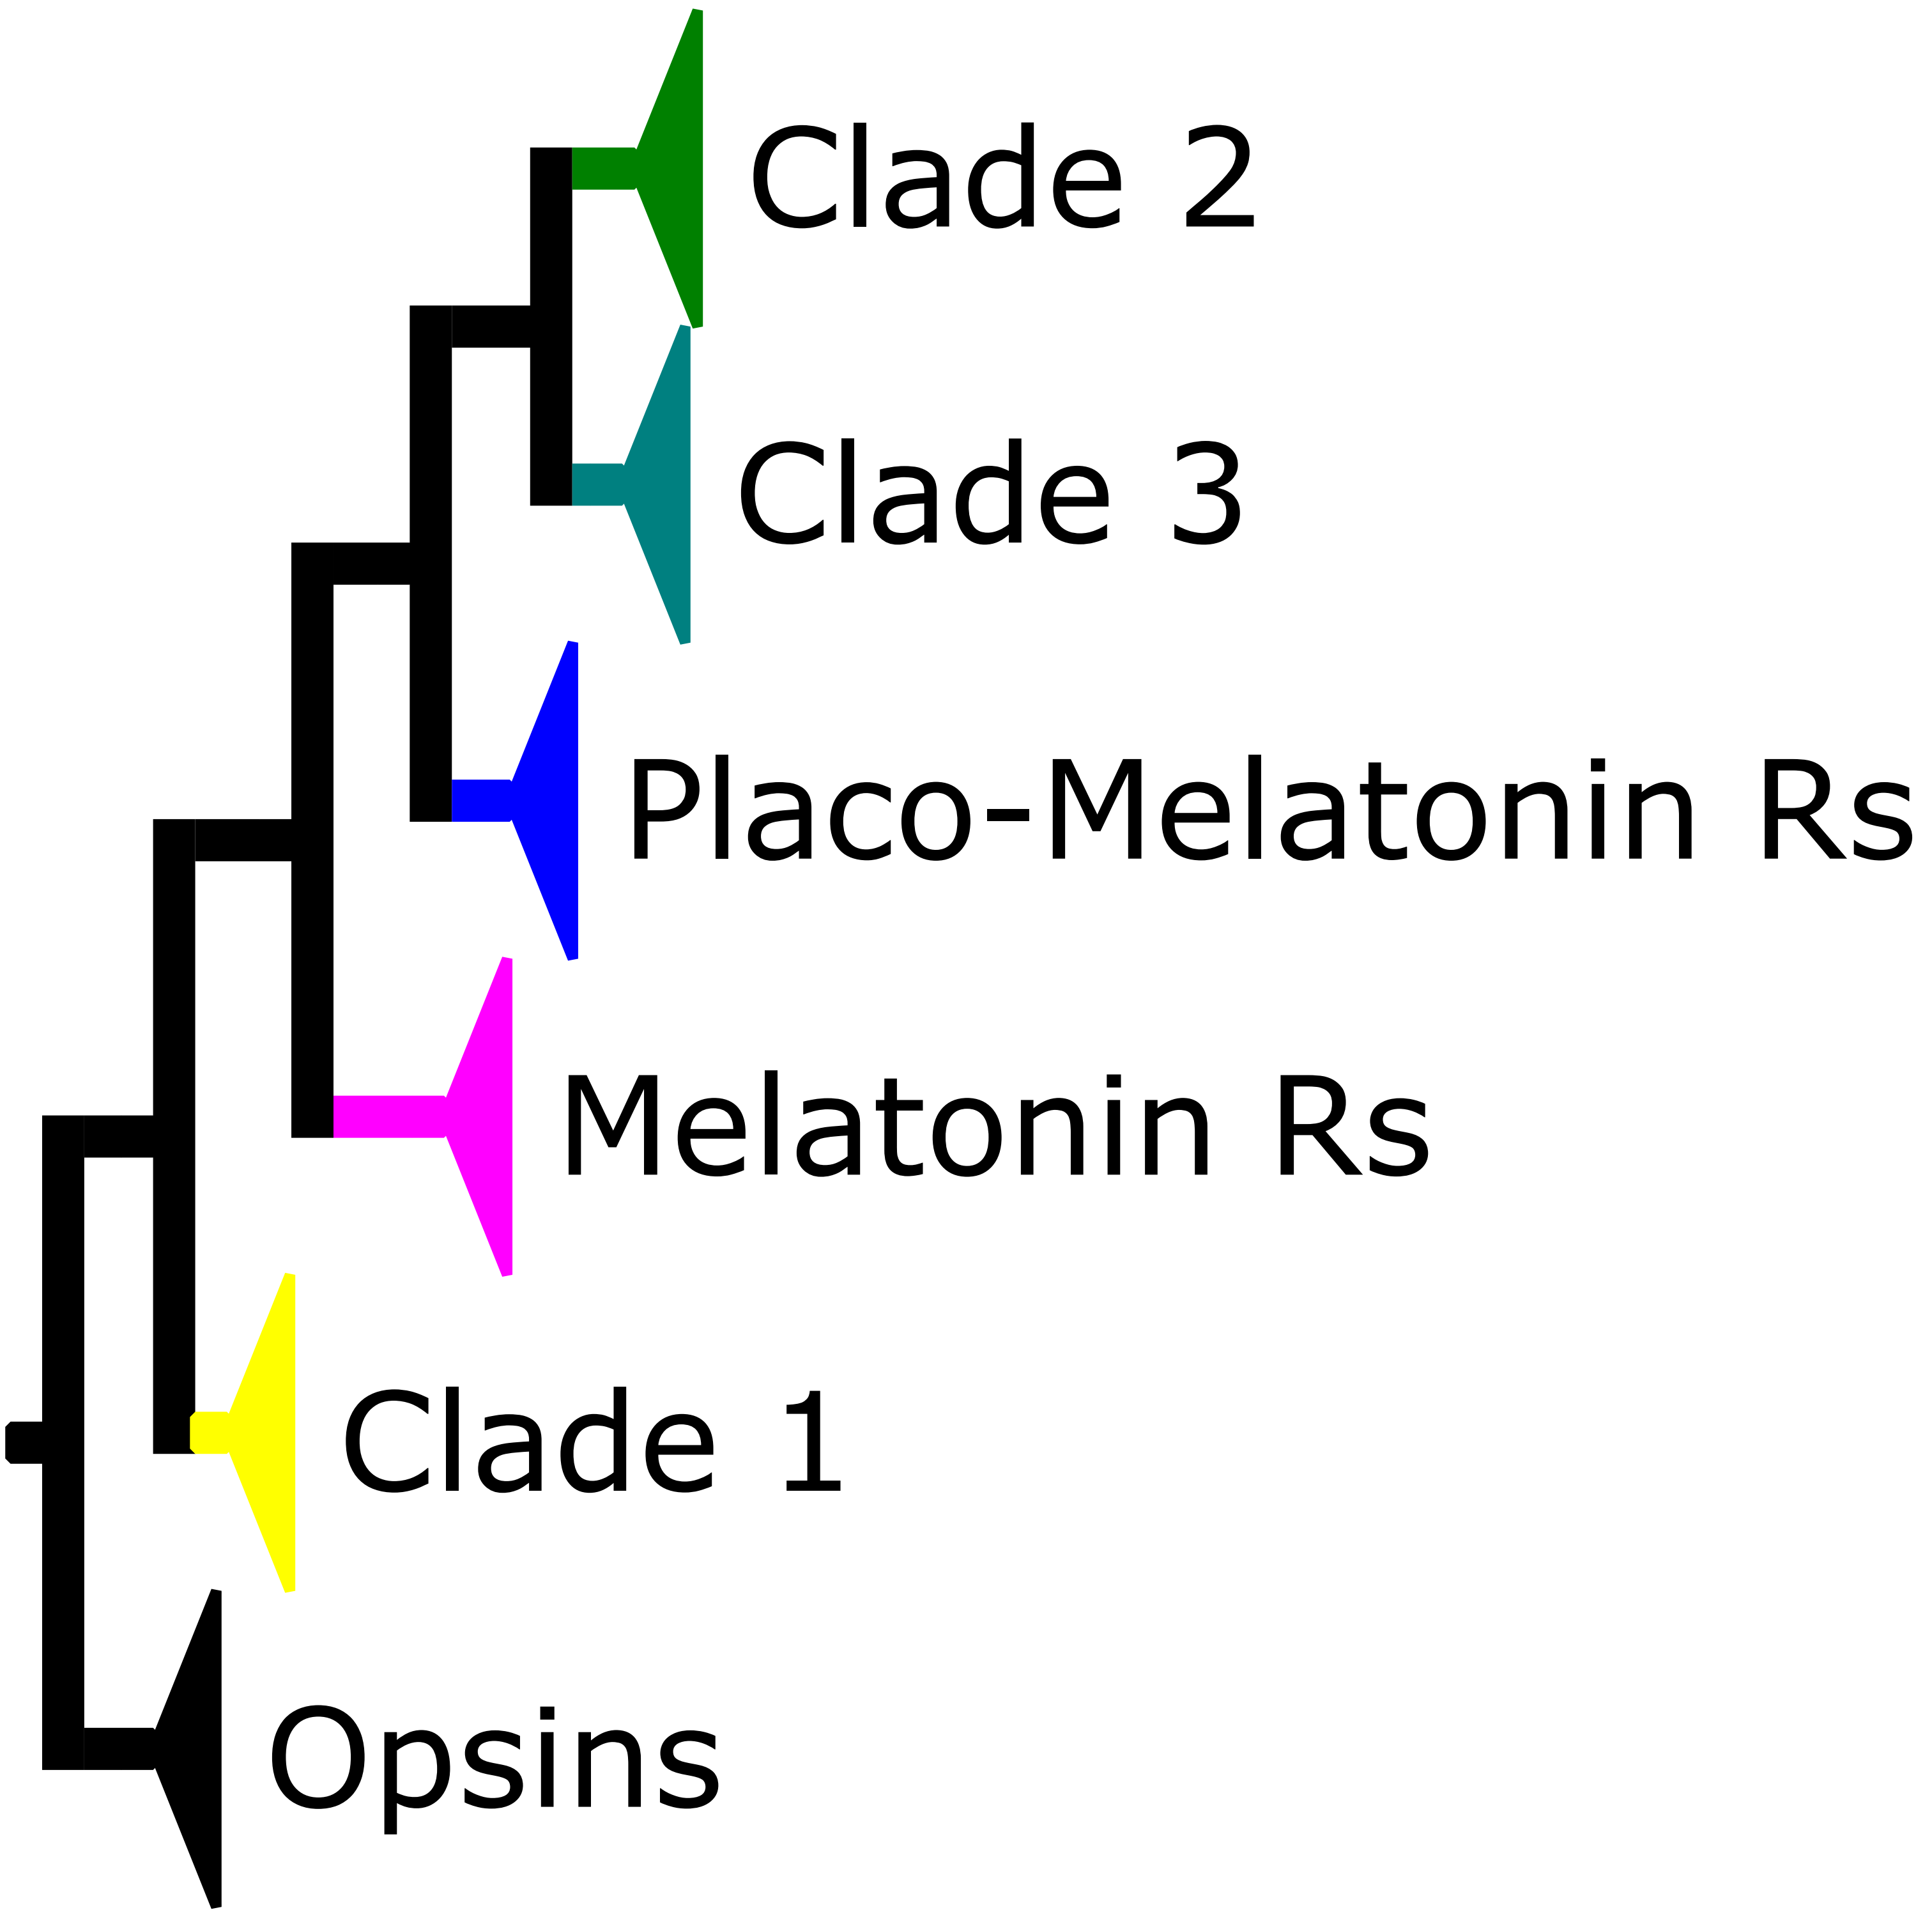 Clade 2
Clade 3
Placo-Melatonin Rs
Melatonin Rs
Clade 1
Opsins